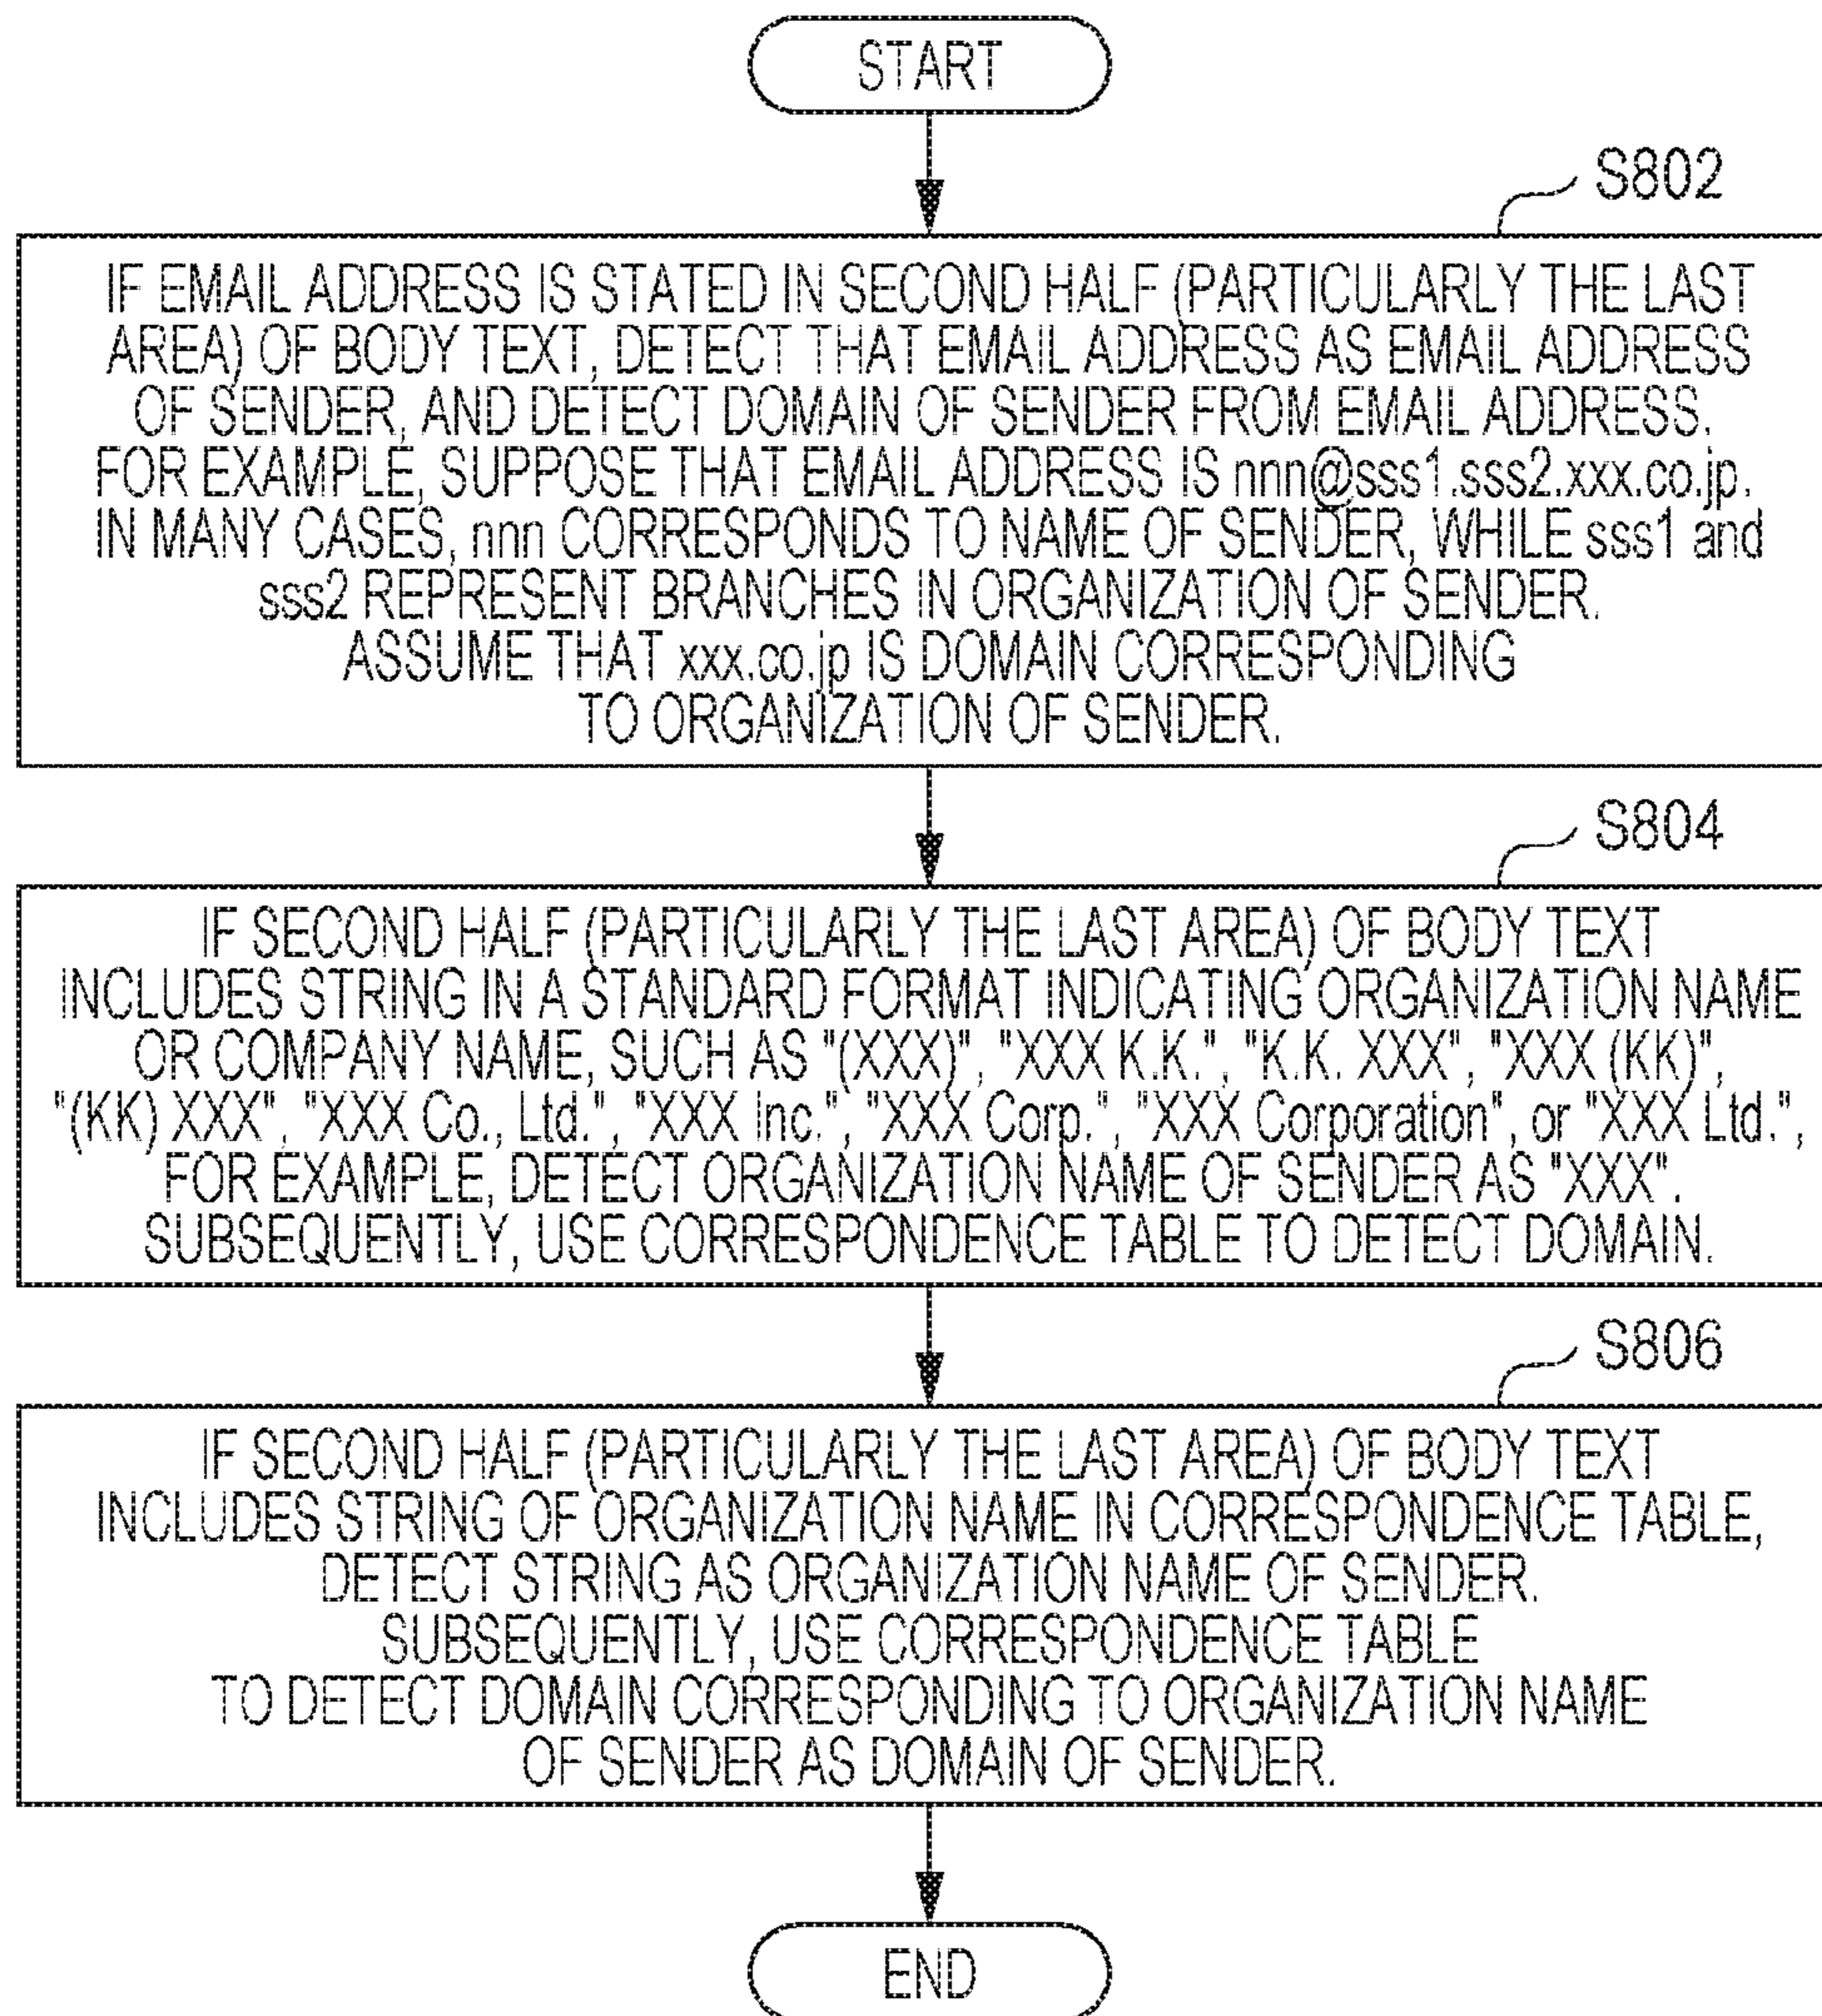 START
S802
IF EMAIL ADDRESS IS STATED IN SECOND HALF (PARTICULARLY THE LAST
AREA) OF BODY TEXT, DETECT THAT EMAIL ADDRESS AS EMAIL ADDRESS
OF SENDER, AND DETECT DOMAIN OF SENDER FROM EMAIL ADDRESS.
FOR EXAMPLE, SUPPOSE THAT EMAIL ADDRESS IS nnn@sss1.sss2.xxx.co.jp.
IN MANY CASES, nnn CORRESPONDS TO NAME OF SENDER, WHILE sss1 and
sss2 REPRESENT BRANCHES IN ORGANIZATION OF SENDER.
ASSUME THAT xxx.co.jp IS DOMAIN CORRESPONDING
TO ORGANIZATION OF SENDER.
S804
IF SECOND HALF (PARTICULARLY THE LAST AREA) OF BODY TEXT
INCLUDES STRING IN A STANDARD FORMAT INDICATING ORGANIZATION NAME
OR COMPANY NAME, SUCH AS "(XXX)", "XXX K.K.", "K.K. XXX", "XXX (KK)",
"(KK) XXX", "XXX Co., Ltd.", "XXX Inc.", "XXX Corp.", "XXX Corporation", or "XXX Ltd.",
FOR EXAMPLE, DETECT ORGANIZATION NAME OF SENDER AS "XXX".
SUBSEQUENTLY, USE CORRESPONDENCE TABLE TO DETECT DOMAIN.
S806
IF SECOND HALF (PARTICULARLY THE LAST AREA) OF BODY TEXT
INCLUDES STRING OF ORGANIZATION NAME IN CORRESPONDENCE TABLE,
DETECT STRING AS ORGANIZATION NAME OF SENDER.
SUBSEQUENTLY, USE CORRESPONDENCE TABLE
TO DETECT DOMAIN CORRESPONDING TO ORGANIZATION NAME
OF SENDER AS DOMAIN OF SENDER.
END